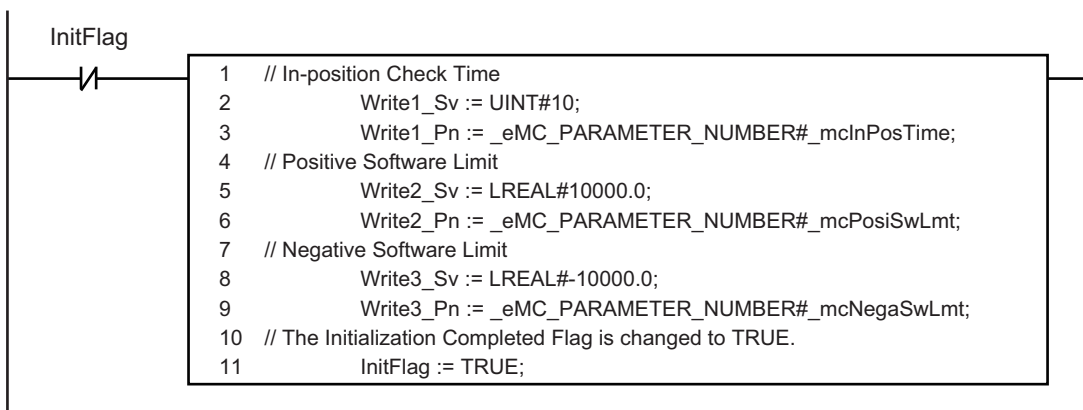 InitFlag
1 // In-position Check Time
2 Write1_Sv := UINT#10;
3 Write1_Pn := _eMC_PARAMETER_NUMBER#_mcInPosTime;
4 // Positive Software Limit
5 Write2_Sv := LREAL#10000.0;
6 Write2_Pn := _eMC_PARAMETER_NUMBER#_mcPosiSwLmt;
7 // Negative Software Limit
8 Write3_Sv := LREAL#-10000.0;
9 Write3_Pn := _eMC_PARAMETER_NUMBER#_mcNegaSwLmt;
10 // The Initialization Completed Flag is changed to TRUE.
11 InitFlag := TRUE;